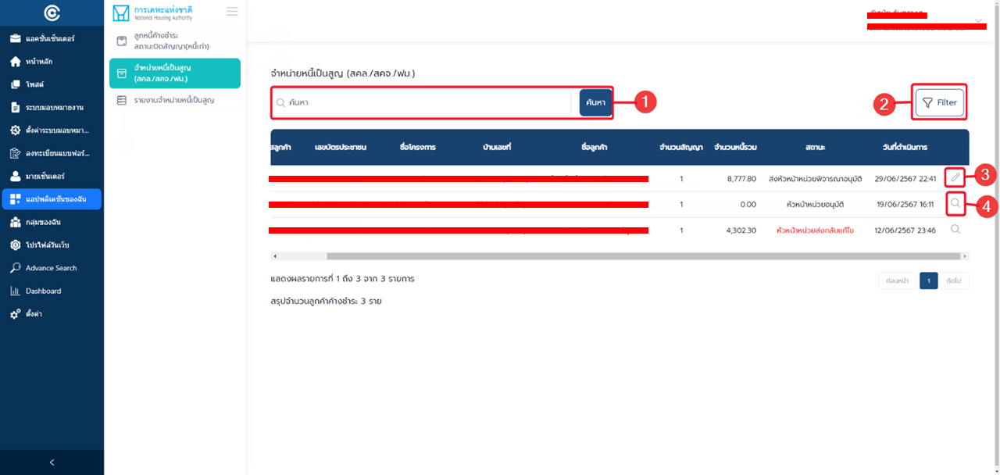 แอคชั่นเซ็นเตอร์
หน้าหลัก
โพสต์
ระบบมอบหมายงาน
ตั้งค่าระบบมอบหมา...
ลงทะเบียนแบบฟอร์...
มายเซ็นเตอร์
แอปพลิเคชันของฉัน
กลุ่มของฉัน
โปรไฟล์วันเว็บ
Advance Search
Dashboard
ตั้งค่า
การเคหะแห่งชาติ
National Housing Authority
ลูกหนี้ค้างชำระ
สถานะปิดสัญญา(หนี้เก่า)
จำหน่ายหนี้เป็นสูญ
(สคล./สคจ./ฟม.)
รายงานจำหน่ายหนี้เป็นสูญ
จำหน่ายหนี้เป็นสูญ (สคล./สคจ./ฟม.)
ค้นหา ค้นหา 1 2 Filter
สลูกค้า เลขบัตรประชาชน ชื่อโครงการ บ้านเลขที่ ชื่อลูกค้า จำนวนสัญญา จำนวนหนี้รวม สถานะ วันที่ดำเนินการ
1 8,777.80 ส่งหัวหน้าหน่วยพิจารณาอนุมัติ 29/06/2567 22:41 3
1 0.00 หัวหน้าหน่วยอนุมัติ 19/06/2567 16:11 4
1 4,302.30 หัวหน้าหน่วยส่งกลับแก้ไข 12/06/2567 23:46
แสดงผลรายการที่ 1 ถึง 3 จาก 3 รายการ ก่อนหน้า 1 ถัดไป
สรุปจำนวนลูกค้าค้างชำระ 3 ราย